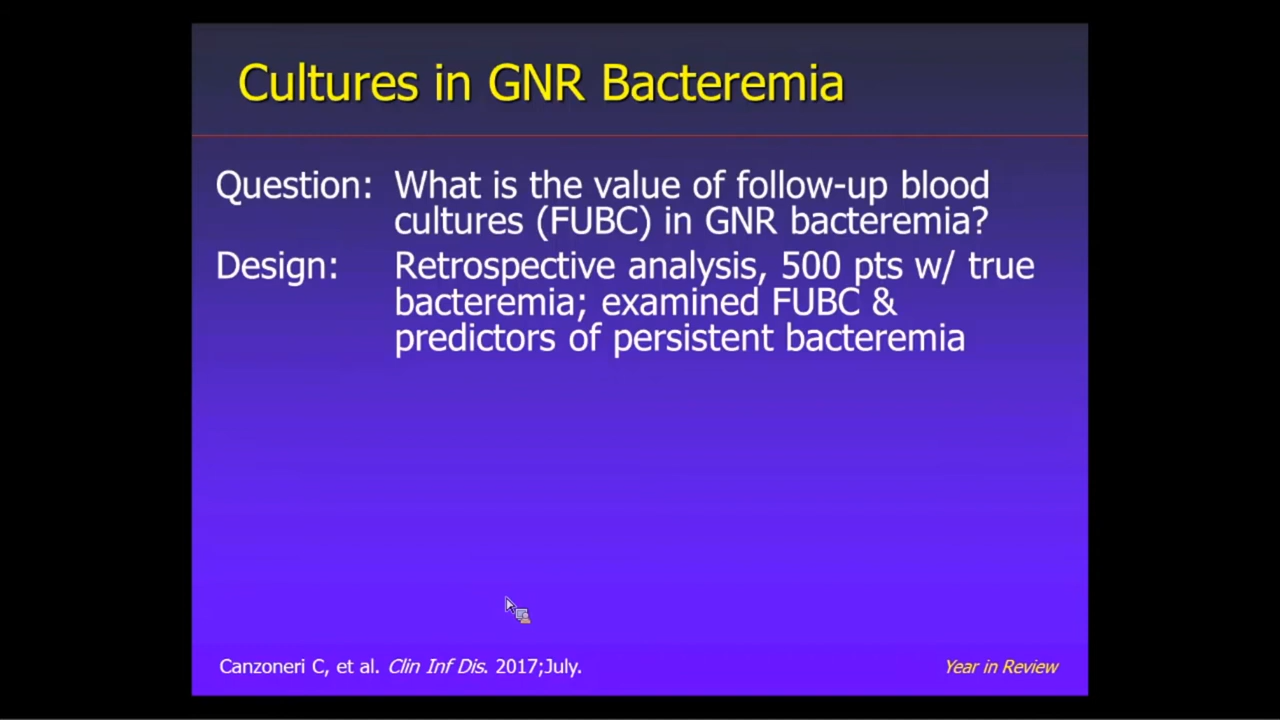 Cultures in GNR Bacteremia
Question: What is the value of follow-up blood
cultures (FUBC) in GNR bacteremia?
Design: Retrospective analysis, 500 pts w/ true
bacteremia; examined FUBC &
predictors of persistent bacteremia
Canzoneri C, et al. Clin Inf Dis. 2017;July.
Year in Review